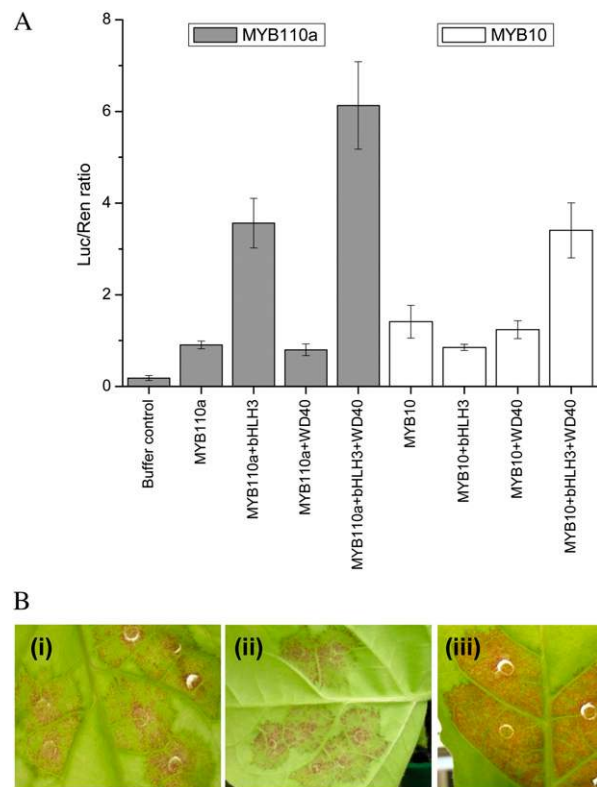 A
MYB110a
MYB10
8
6
4
2
0
Luc/Ren ratio
Buffer control
MYB110a
MYB110a+bHLH3
MYB110a+WD40
MYB110a+bHLH3+WD40
MYB10
MYB10+bHLH3
MYB10+WD40
MYB10+bHLH3+WD40
B
(i)
(ii)
(iii)